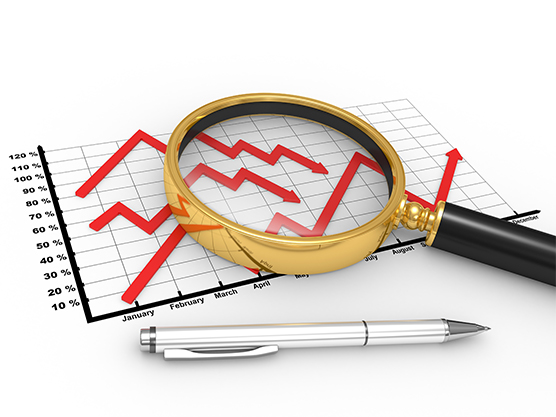 120 %
110 %
100 %
90 %
80 %
70 %
60 %
50 %
40 %
30 %
20 %
10 %
January
February
March
April
July
August
December